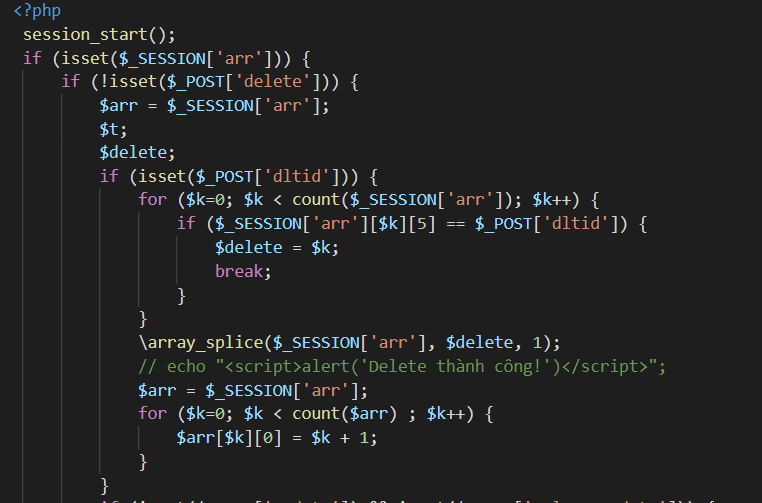 <?php
session_start();
if (isset($_SESSION['arr'])) {
if (!isset($_POST['delete'])) {
$arr = $_SESSION['arr'];
$t;
$delete;
if (isset($_POST['dltid'])) {
for ($k=0; $k < count($_SESSION['arr']); $k++) {
if ($_SESSION['arr'][$k][5] == $_POST['dltid']) {
$delete = $k;
break;
}
}
\array_splice($_SESSION['arr'], $delete, 1);
// echo "<script>alert('Delete thành công!')</script>";
$arr = $_SESSION['arr'];
for ($k=0; $k < count($arr) ; $k++) {
$arr[$k][0] = $k + 1;
}
}